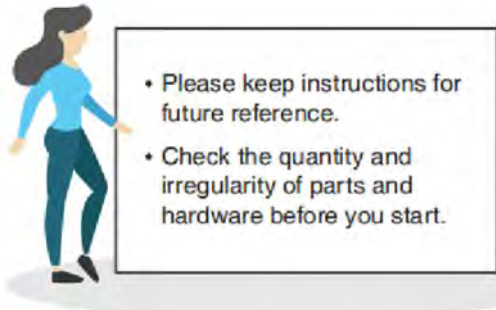 • Please keep instructions for
future reference.
• Check the quantity and
irregularity of parts and
hardware before you start.